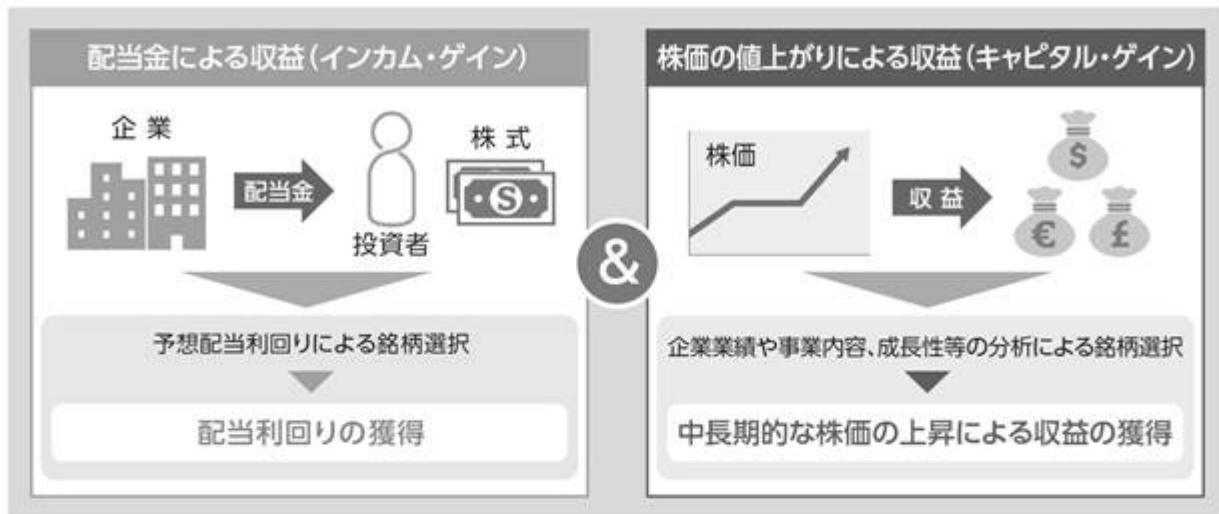 配当金による収益(インカム・ゲイン)
企業
配当金
投資者
株式
S
予想配当利回りによる銘柄選択
配当利回りの獲得
&
株価の値上がりによる収益(キャピタル・ゲイン)
株価
収益
$
€
£
企業業績や事業内容、成長性等の分析による銘柄選択
中長期的な株価の上昇による収益の獲得